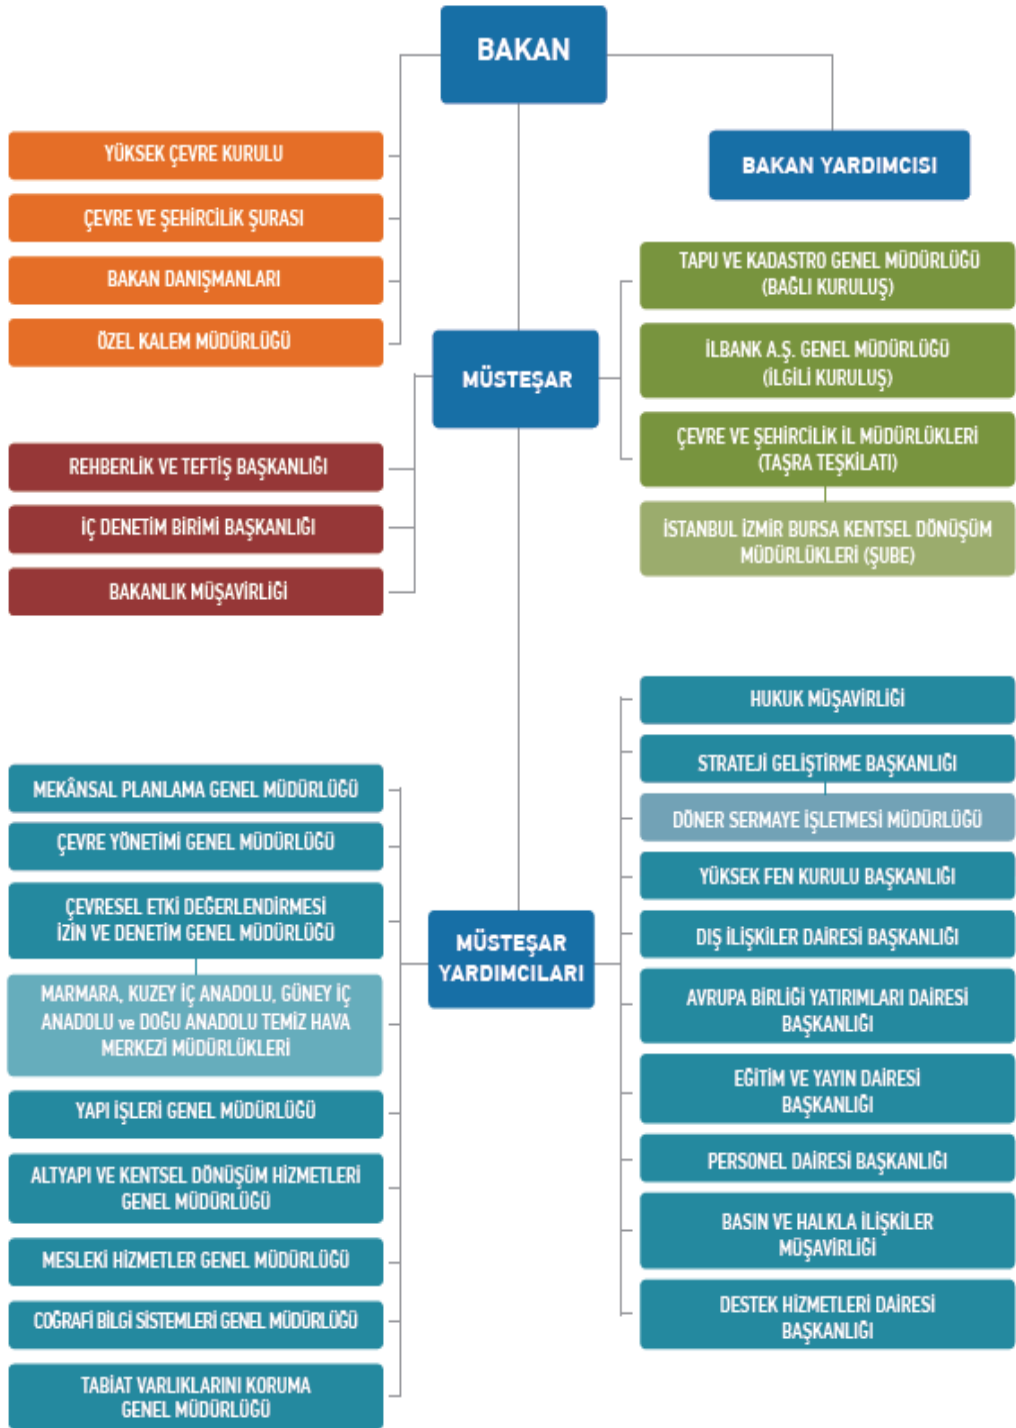 BAKAN
BAKAN YARDIMCISI
YÜKSEK ÇEVRE KURULU
ÇEVRE VE ŞEHİRCİLİK ŞURASI
BAKAN DANIŞMANLARI
ÖZEL KALEM MÜDÜRLÜĞÜ
MÜSTEŞAR
TAPU VE KADASTRO GENEL MÜDÜRLÜĞÜ
(BAĞLI KURULUŞ)
İLBANK A.Ş. GENEL MÜDÜRLÜĞÜ
(İLGİLİ KURULUŞ)
ÇEVRE VE ŞEHİRCİLİK İL MÜDÜRLÜKLERİ
(TAŞRA TEŞKİLATI)
İSTANBUL İZMİR BURSA KENTSEL DÖNÜŞÜM
MÜDÜRLÜKLERİ (ŞUBE)
REHBERLİK VE TEFTİŞ BAŞKANLIĞI
İÇ DENETİM BİRİMİ BAŞKANLIĞI
BAKANLIK MÜŞAVİRLİĞİ
MÜSTEŞAR
YARDIMCILARI
MEKÂNSAL PLANLAMA GENEL MÜDÜRLÜĞÜ
ÇEVRE YÖNETİMİ GENEL MÜDÜRLÜĞÜ
ÇEVRESEL ETKİ DEĞERLENDİRMESİ
İZİN VE DENETİM GENEL MÜDÜRLÜĞÜ
MARMARA, KUZEY İÇ ANADOLU, GÜNEY İÇ
ANADOLU ve DOĞU ANADOLU TEMİZ HAVA
MERKEZİ MÜDÜRLÜKLERİ
YAPI İŞLERİ GENEL MÜDÜRLÜĞÜ
ALTYAPI VE KENTSEL DÖNÜŞÜM HİZMETLERİ
GENEL MÜDÜRLÜĞÜ
MESLEKİ HİZMETLER GENEL MÜDÜRLÜĞÜ
COĞRAFİ BİLGİ SİSTEMLERİ GENEL MÜDÜRLÜĞÜ
TABİAT VARLIKLARINI KORUMA
GENEL MÜDÜRLÜĞÜ
HUKUK MÜŞAVİRLİĞİ
STRATEJİ GELİŞTİRME BAŞKANLIĞI
DÖNER SERMAYE İŞLETMESİ MÜDÜRLÜĞÜ
YÜKSEK FEN KURULU BAŞKANLIĞI
DIŞ İLİŞKİLER DAİRESİ BAŞKANLIĞI
AVRUPA BİRLİĞİ YATIRIMLARI DAİRESİ
BAŞKANLIĞI
EĞİTİM VE YAYIN DAİRESİ
BAŞKANLIĞI
PERSONEL DAİRESİ BAŞKANLIĞI
BASIN VE HALKLA İLİŞKİLER
MÜŞAVİRLİĞİ
DESTEK HİZMETLERİ DAİRESİ
BAŞKANLIĞI